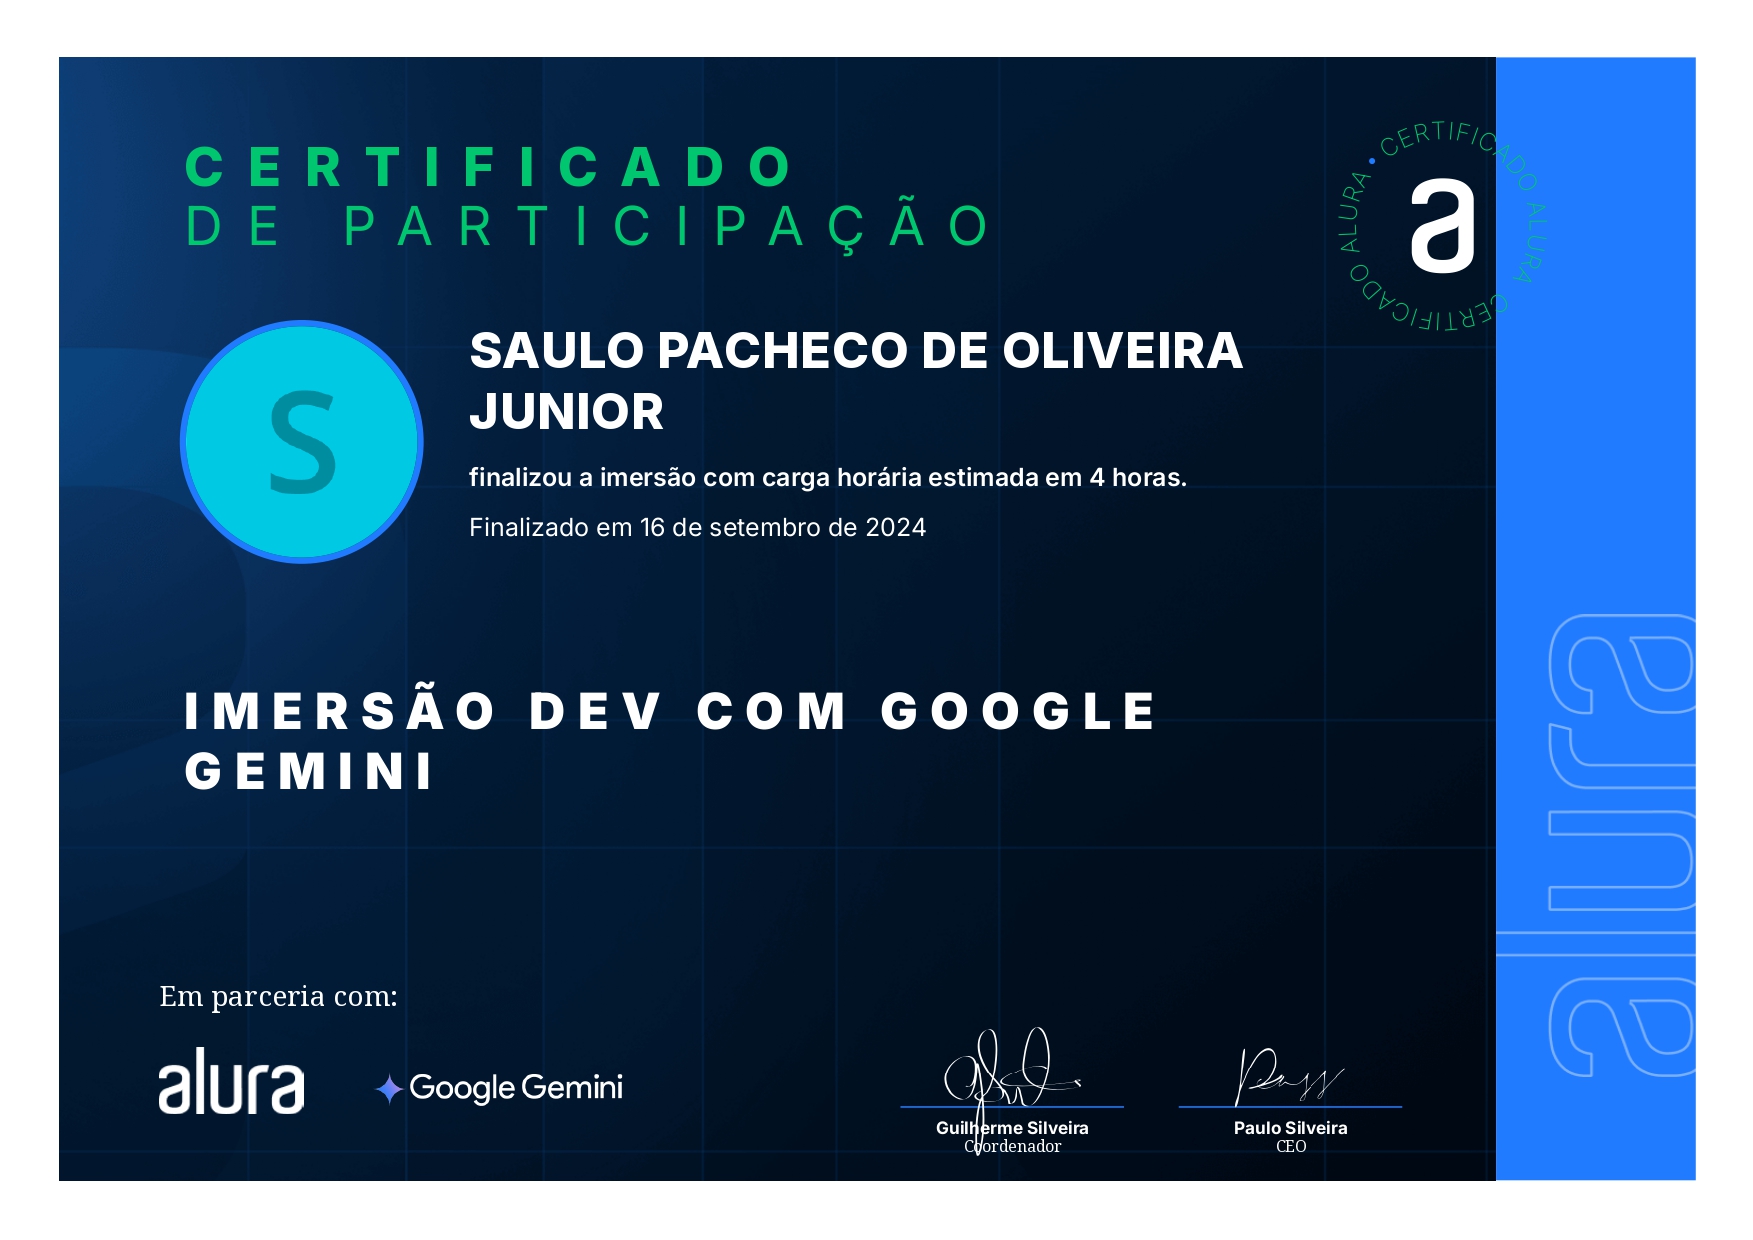 CERTIFICADO
DE PARTICIPAÇÃO
CERTIFICADO ALURA CERTIFICADO ALURA •
a
S
SAULO PACHECO DE OLIVEIRA
JUNIOR
finalizou a imersão com carga horária estimada em 4 horas.
Finalizado em 16 de setembro de 2024
IMERSÃO DEV COM GOOGLE
GEMINI
alura
Em parceria com:
alura
Google Gemini
Guilherme Silveira
Coordenador
Paulo Silveira
CEO